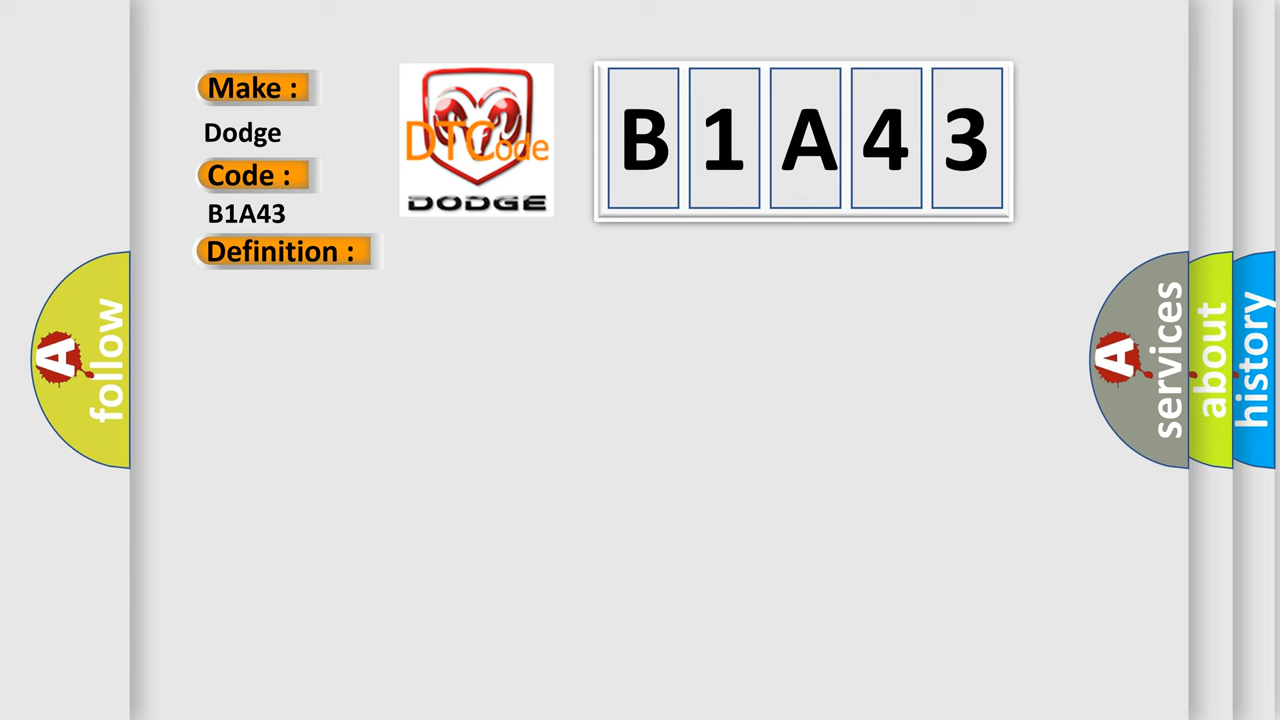 Make :
Dodge
Code :
B1A43
Definition :
DTCode
DODGE
B 1 A 4 3
A follow
A services
about
history